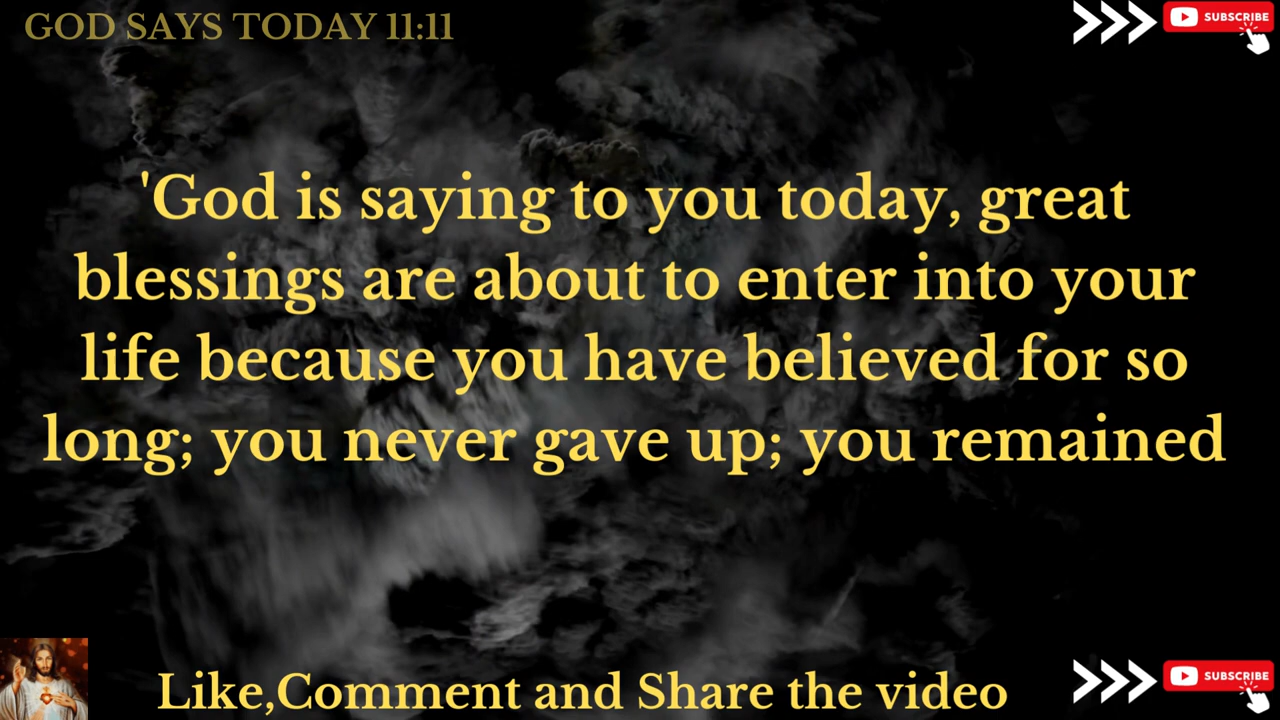 GOD SAYS TODAY 11:11
SUBSCRIBE
'God is saying to you today, great
blessings are about to enter into your
life because you have believed for so
long; you never gave up; you remained
Like,Comment and Share the video
SUBSCRIBE